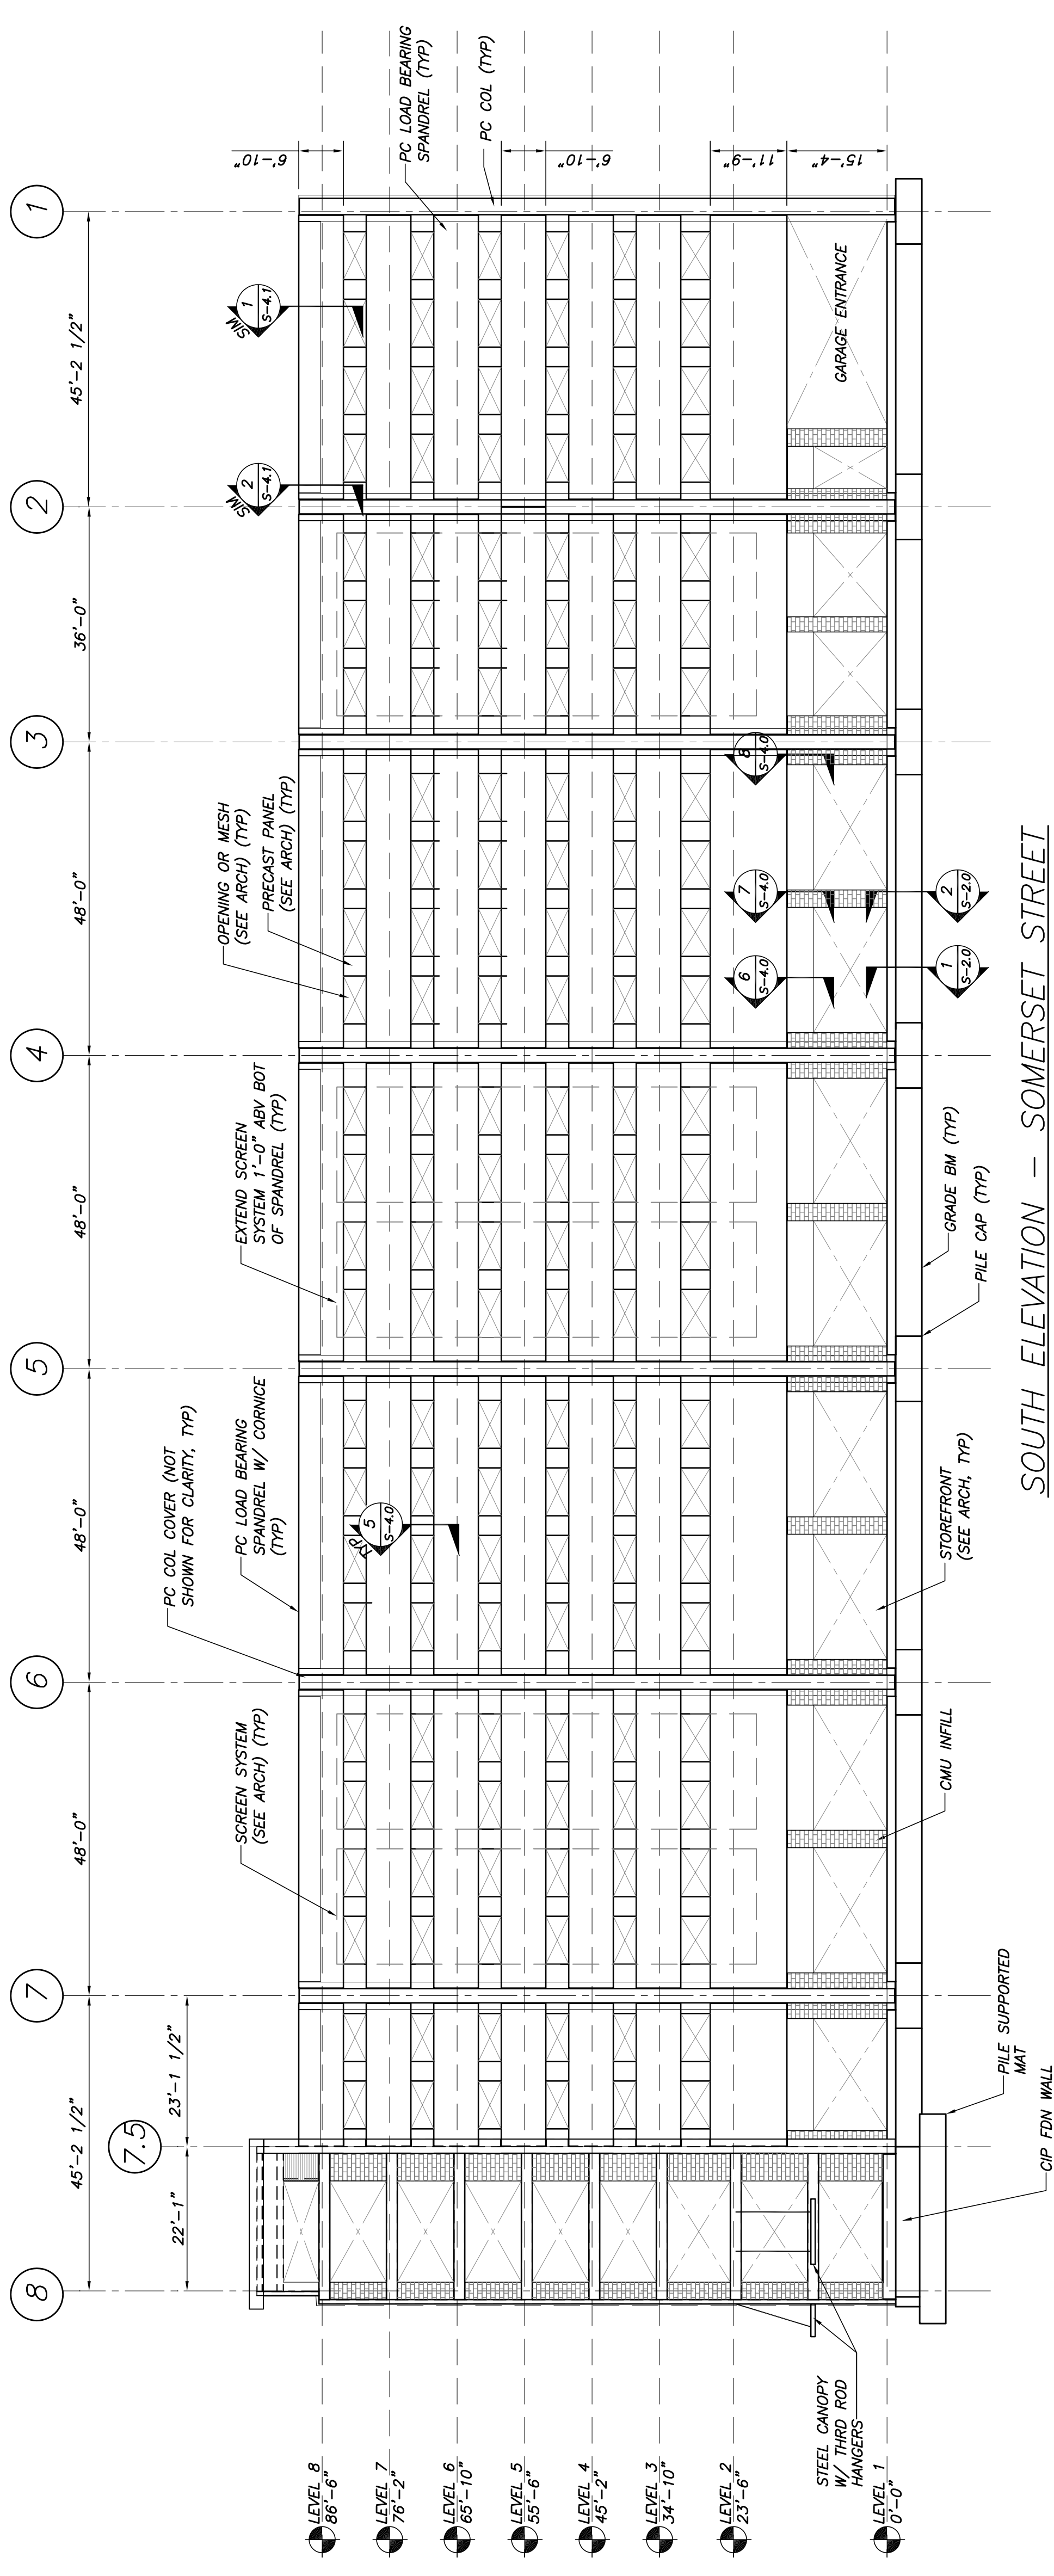 8
7
6
5
4
3
2
1
7.5
45'-2 1/2"
48'-0"
48'-0"
48'-0"
48'-0"
36'-0"
45'-2 1/2"
22'-1"
23'-1 1/2"
PC COL COVER (NOT
SHOWN FOR CLARITY, TYP)
SCREEN SYSTEM
(SEE ARCH) (TYP)
PC LOAD BEARING
SPANDREL W/ CORNICE
(TYP)
EXTEND SCREEN
SYSTEM 1'-0" ABV BOT
OF SPANDREL (TYP)
OPENING OR MESH
(SEE ARCH) (TYP)
PRECAST PANEL
(SEE ARCH) (TYP)
SIM
2
S-4.1
SIM
1
S-4.1
PC LOAD BEARING
SPANDREL (TYP)
PC COL (TYP)
6'-10"
6'-10"
11'-9"
15'-4"
TYP
5
S-4.0
6
S-4.0
7
S-4.0
8
S-4.0
1
S-2.0
2
S-2.0
GARAGE ENTRANCE
LEVEL 8
86'-6"
LEVEL 7
76'-2"
LEVEL 6
65'-10"
LEVEL 5
55'-6"
LEVEL 4
45'-2"
LEVEL 3
34'-10"
LEVEL 2
23'-6"
LEVEL 1
0'-0"
STEEL CANOPY
W/ THRD ROD
HANGERS
CMU INFILL
STOREFRONT
(SEE ARCH, TYP)
GRADE BM (TYP)
PILE CAP (TYP)
PILE SUPPORTED
MAT
CIP FDN WALL
SOUTH ELEVATION - SOMERSET STREET